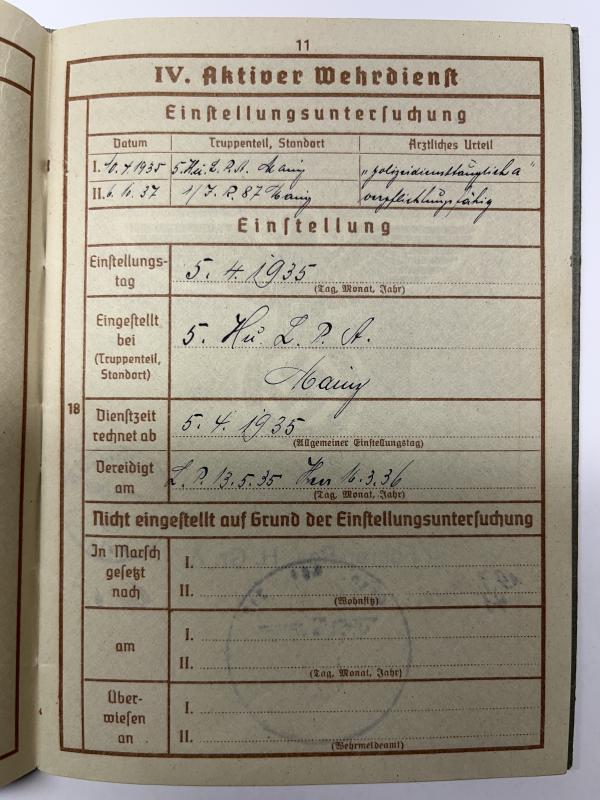 11
IV. Aktiver Wehrdienst
Einstellungsuntersuchung
Datum Truppenteil, Standort Ärztliches Urteil
I. 10.4.1935 5. Hu. L. P. A. Mainz „polizeidiensttauglich A"
II. 6. 11. 37 1/J. R. 87 Mainz verpflichtungsfähig
Einstellung
Einstellungs-
tag
5. 4. 1935
(Tag, Monat, Jahr)
Eingestellt
bei
(Truppenteil,
Standort)
5. Hu. L. P. A.
Mainz
18
Dienstzeit
rechnet ab
5. 4. 1935
(Allgemeiner Einstellungstag)
Vereidigt
am
L. P. 13.5.35 Heer 16.3.36
(Tag, Monat, Jahr)
Nicht eingestellt auf Grund der Einstellungsuntersuchung
In Marsch
gesetzt
nach
I.
II.
(Wohnsitz)
am
I.
II.
(Tag, Monat, Jahr)
Über-
wiesen
an
I.
II.
(Wehrmeldeamt)